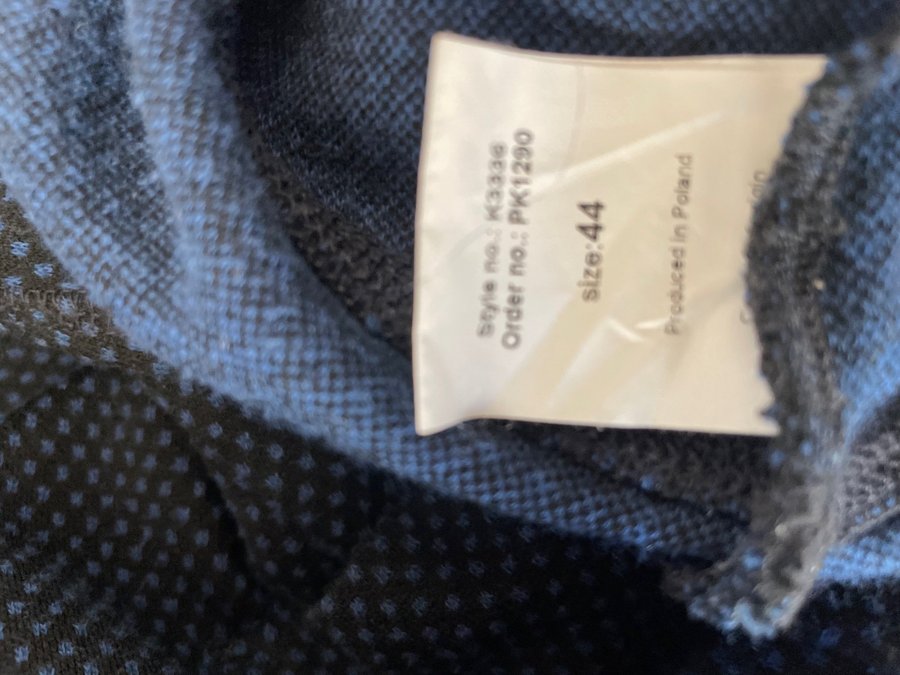 Style no.: K3336
Order no.: PK1290
size:44
Produced in Poland